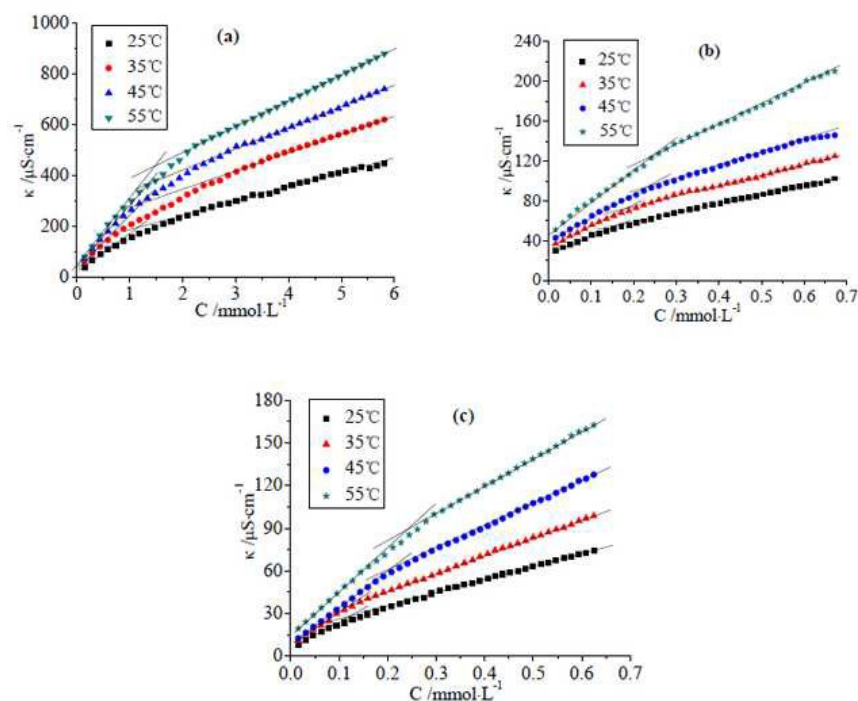 (a)
25℃
35℃
45℃
55℃
κ /μS·cm⁻¹
1000
800
600
400
200
0
0 1 2 3 4 5 6
C /mmol·L⁻¹
(b)
25℃
35℃
45℃
55℃
κ /μS·cm⁻¹
240
200
160
120
80
40
0
0.0 0.1 0.2 0.3 0.4 0.5 0.6 0.7
C /mmol·L⁻¹
(c)
25℃
35℃
45℃
55℃
κ /μS·cm⁻¹
180
150
120
90
60
30
0
0.0 0.1 0.2 0.3 0.4 0.5 0.6 0.7
C /mmol·L⁻¹